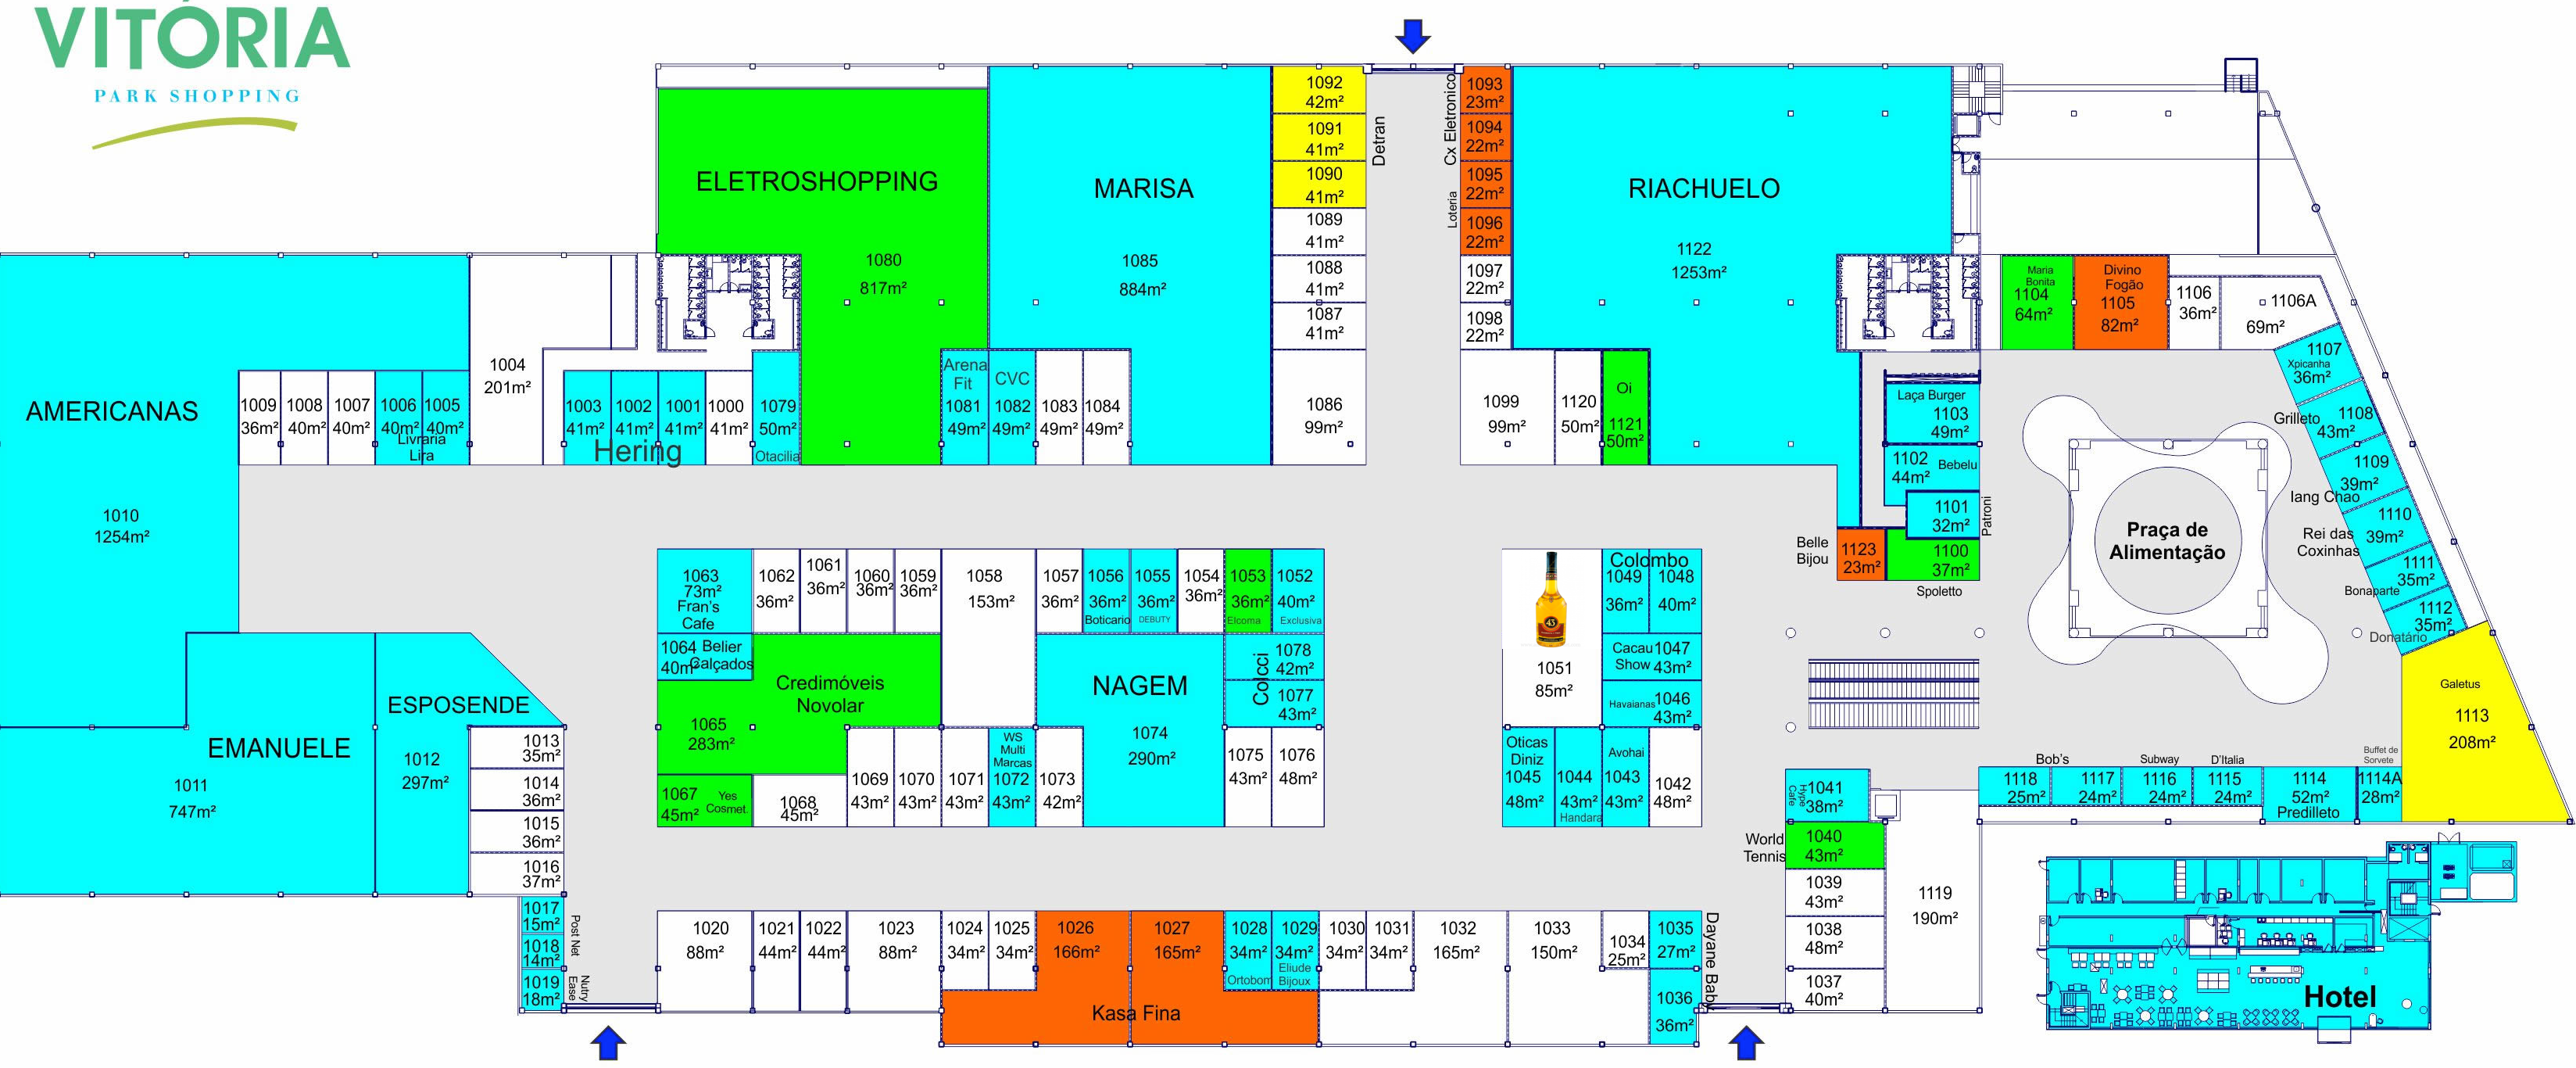 VITÓRIA
PARK SHOPPING
ELETROSHOPPING
1080
817m²
MARISA
1085
884m²
1092
42m²
1091
41m²
1090
41m²
1089
41m²
1088
41m²
1087
41m²
1086
99m²
Detran
Cx Eletronico
Loteria
1093
23m²
1094
22m²
1095
22m²
1096
22m²
1097
22m²
1098
22m²
1099
99m²
1120
50m²
Oi
1121
50m²
RIACHUELO
1122
1253m²
Maria
Bonita
1104
64m²
Divino
Fogão
1105
82m²
1106
36m²
1106A
69m²
1107
Xpicanha
36m²
Grilleto
1108
43m²
1109
39m²
Iang Chao
1110
39m²
Rei das
Coxinhas
1111
35m²
Bonaparte
1112
35m²
Donatário
Galetus
1113
208m²
Praça de
Alimentação
Laça Burger
1103
49m²
1102
44m²
Bebelu
1101
32m²
Patroni
1100
37m²
Spoletto
Belle
Bijou
1123
23m²
AMERICANAS
1010
1254m²
1009
36m²
1008
40m²
1007
40m²
1006
40m²
1005
40m²
Livraria
Lira
1004
201m²
1003
41m²
1002
41m²
1001
41m²
Hering
1000
41m²
1079
50m²
Otacilia
Arena
Fit
1081
49m²
CVC
1082
49m²
1083
49m²
1084
49m²
1063
73m²
Fran's
Cafe
1062
36m²
1061
36m²
1060
36m²
1059
36m²
1058
153m²
1057
36m²
1056
36m²
Boticario
1055
36m²
DEBUTY
1054
36m²
1053
36m²
Elcoma
1052
40m²
Exclusiva
1064
40m²
Belier
Calçados
Credimóveis
Novolar
1065
283m²
NAGEM
1074
290m²
Colcci
1078
42m²
1077
43m²
1067
45m²
Yes
Cosmet.
1068
45m²
1069
43m²
1070
43m²
1071
43m²
WS
Multi
Marcas
1072
43m²
1073
42m²
1075
43m²
1076
48m²
1051
85m²
Colombo
1049
36m²
1048
40m²
Cacau
Show
1047
43m²
Havaianas
1046
43m²
Oticas
Diniz
1045
48m²
1044
43m²
Handara
Avohai
1043
43m²
1042
48m²
EMANUELE
1011
747m²
ESPOSENDE
1012
297m²
1013
35m²
1014
36m²
1015
36m²
1016
37m²
1017
15m²
1018
14m²
Post Net
1019
18m²
Nutry
Ease
1020
88m²
1021
44m²
1022
44m²
1023
88m²
1024
34m²
1025
34m²
1026
166m²
1027
165m²
Kasa Fina
1028
34m²
Ortobom
1029
34m²
Eliude
Bijoux
1030
34m²
1031
34m²
1032
165m²
1033
150m²
1034
25m²
1035
27m²
1036
36m²
Dayane Baby
Hype
Cafe
1041
38m²
World
Tennis
1040
43m²
1039
43m²
1038
48m²
1037
40m²
1119
190m²
Bob's
1118
25m²
1117
24m²
Subway
1116
24m²
D'Italia
1115
24m²
1114
52m²
Predilleto
Buffet de
Sorvete
1114A
28m²
Hotel